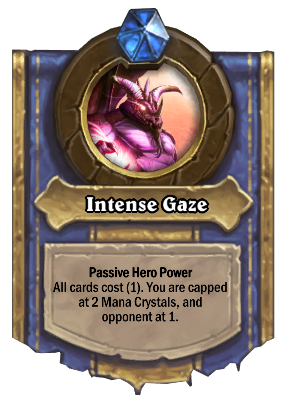 Intense Gaze
Passive Hero Power
All cards cost (1). You are capped
at 2 Mana Crystals, and
opponent at 1.